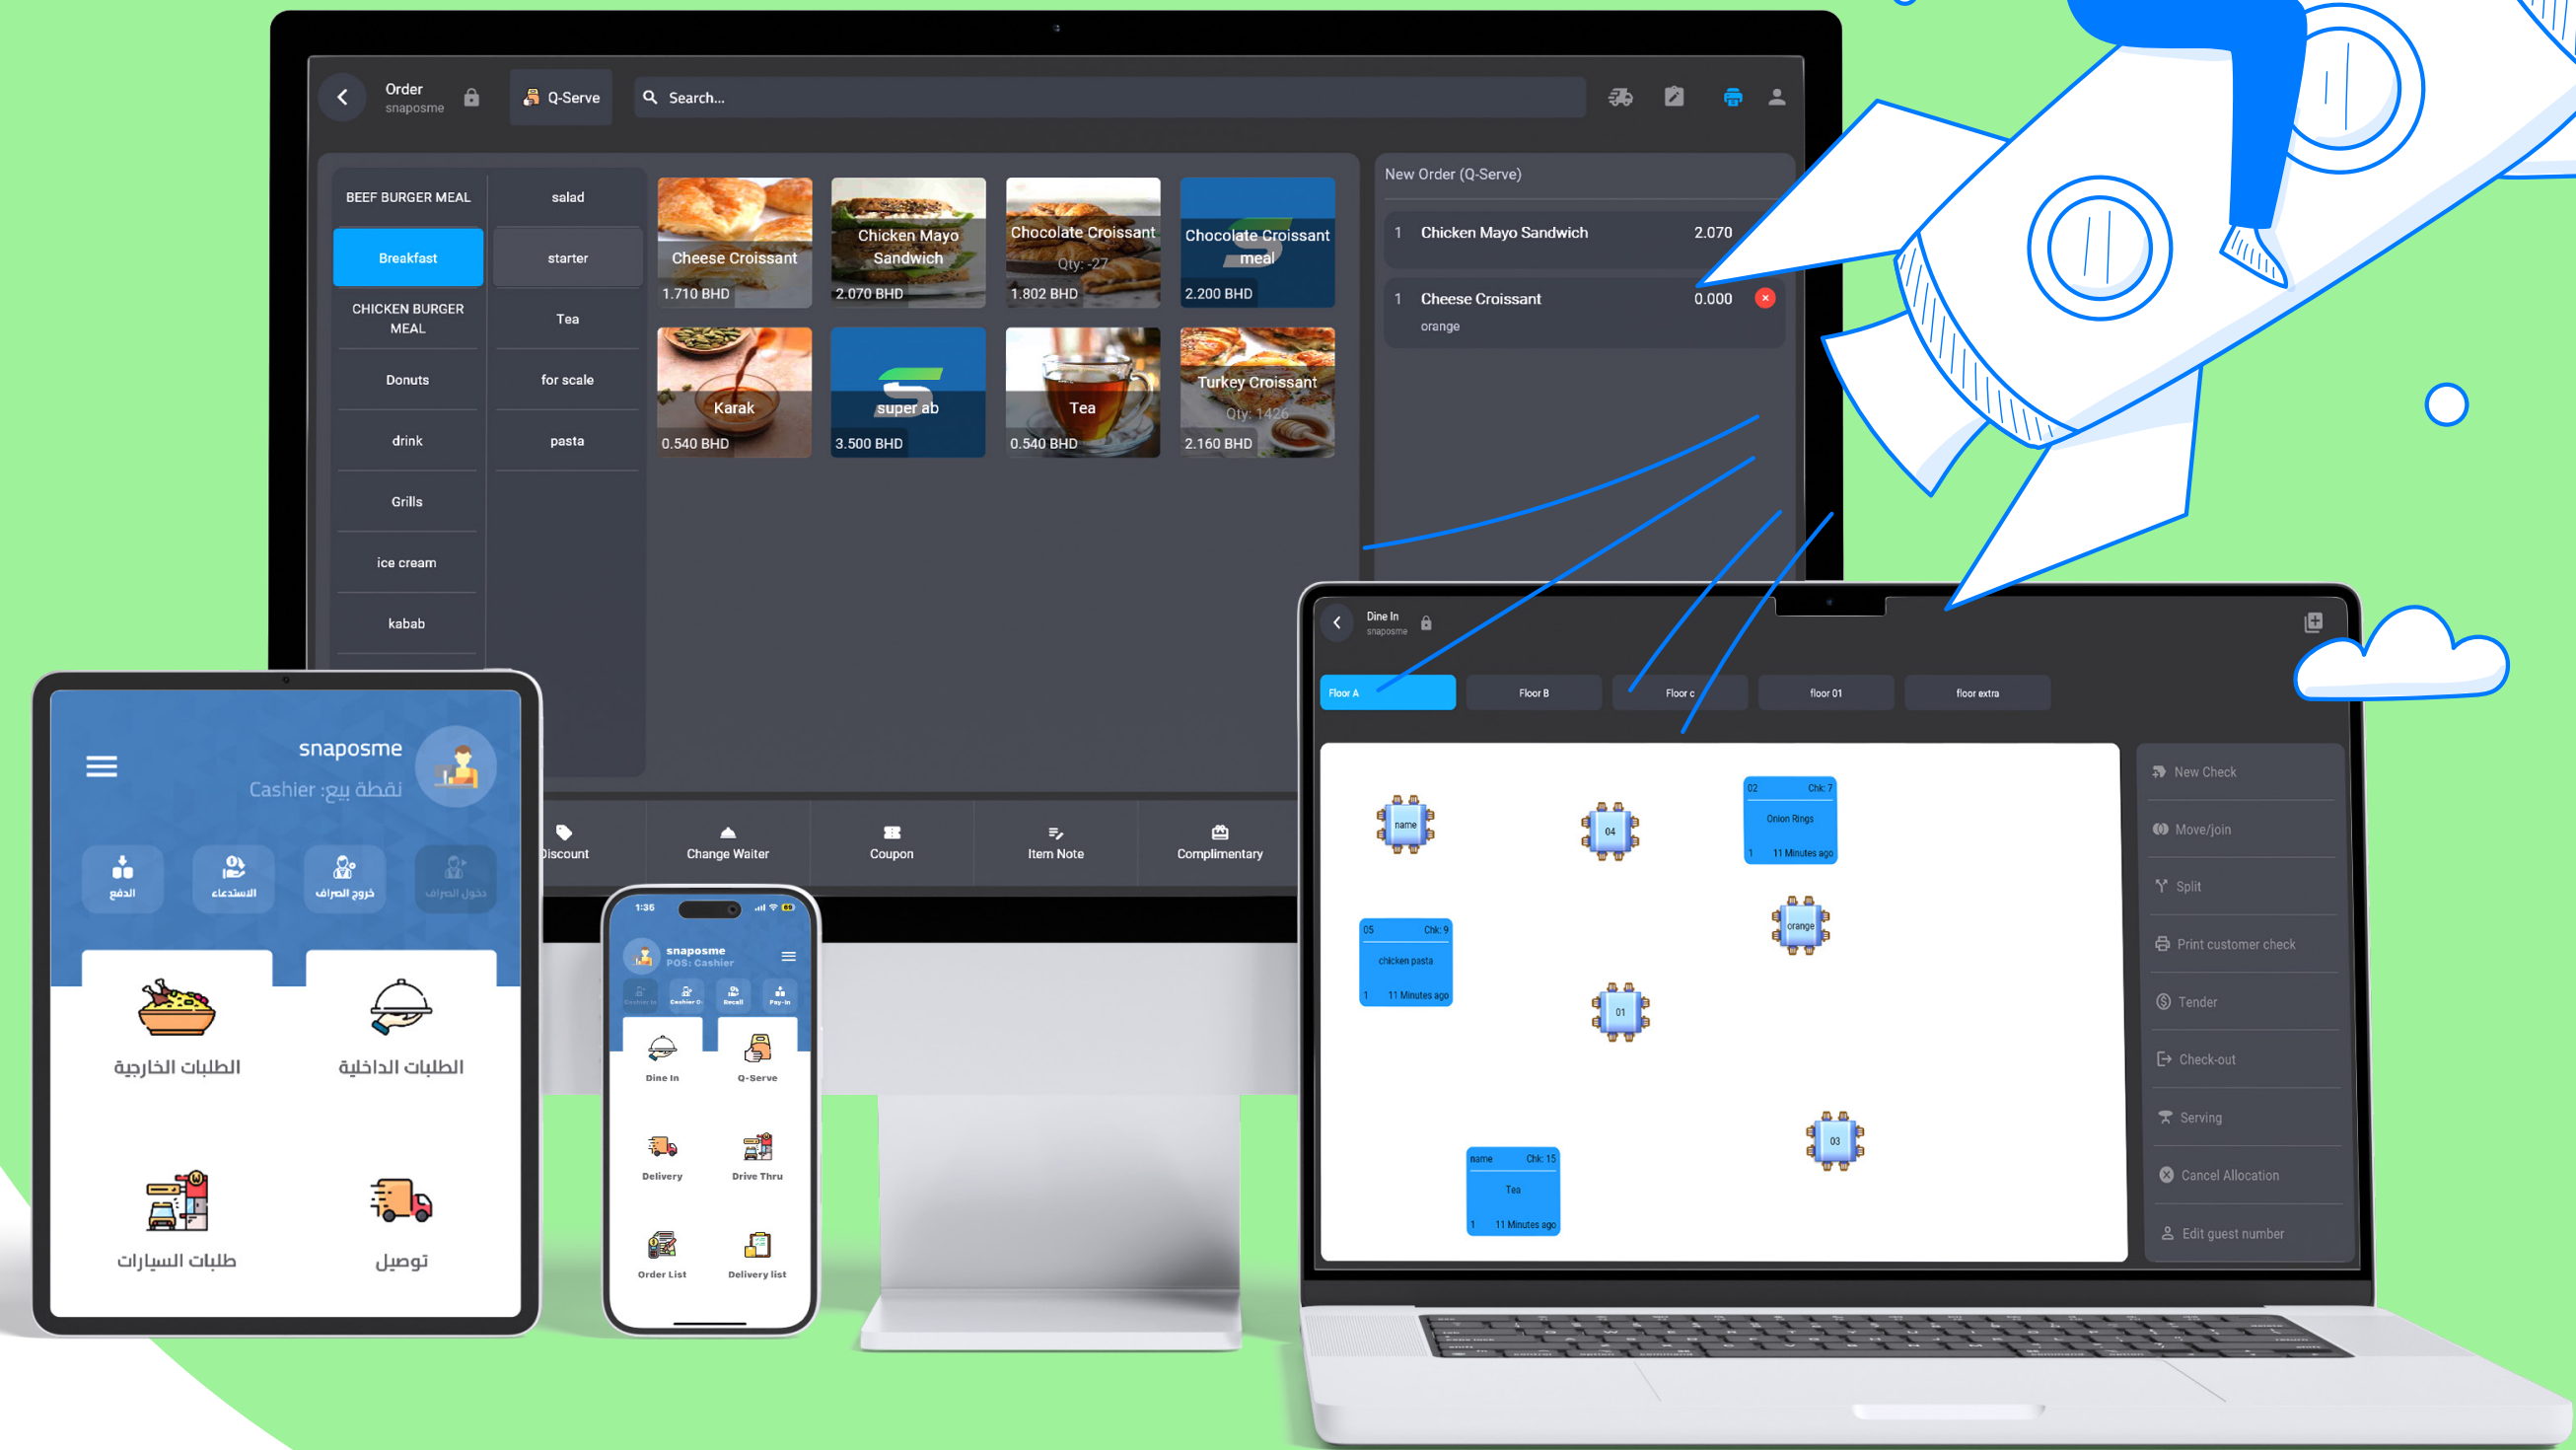 Order
snaposme
Q-Serve
Search...
BEEF BURGER MEAL
Breakfast
CHICKEN BURGER
MEAL
Donuts
drink
Grills
ice cream
kabab
salad
starter
Tea
for scale
pasta
Cheese Croissant
1.710 BHD
Chicken Mayo
Sandwich
2.070 BHD
Chocolate Croissant
Qty: -27
1.802 BHD
Chocolate Croissant
meal
2.200 BHD
Karak
0.540 BHD
super ab
3.500 BHD
Tea
0.540 BHD
Turkey Croissant
Qty: 1426
2.160 BHD
New Order (Q-Serve)
1 Chicken Mayo Sandwich 2.070
1 Cheese Croissant 0.000
orange
Discount
Change Waiter
Coupon
Item Note
Complimentary
snaposme
نقطة بيع: Cashier
دخول الصراف
خروج الصراف
الاستدعاء
الدفع
الطلبات الداخلية
الطلبات الخارجية
توصيل
طلبات السيارات
1:35
69
snaposme
POS: Cashier
Cashier In
Cashier O
Recall
Pay-In
Dine In
Q-Serve
Delivery
Drive Thru
Order List
Delivery list
Dine In
snaposme
Floor A
Floor B
Floor c
floor 01
floor extra
name
04
02 Chk: 7
Onion Rings
1 11 Minutes ago
orange
05 Chk: 9
chicken pasta
1 11 Minutes ago
01
03
name Chk: 15
Tea
1 11 Minutes ago
New Check
Move/join
Split
Print customer check
Tender
Check-out
Serving
Cancel Allocation
Edit guest number